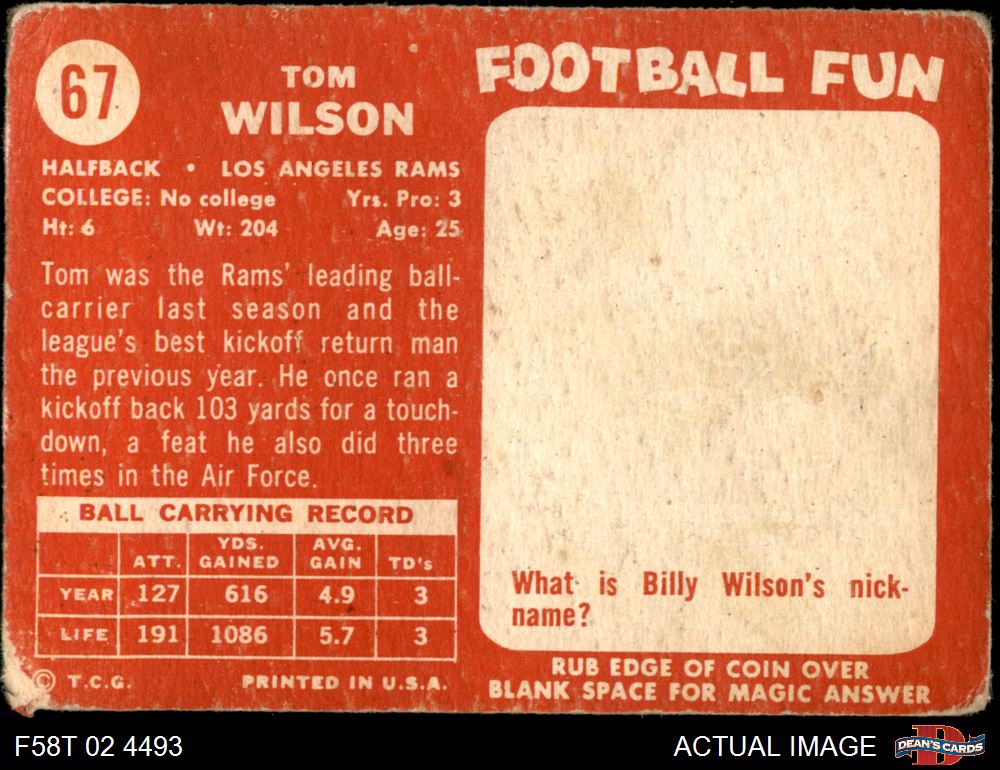 67
TOM
WILSON
HALFBACK • LOS ANGELES RAMS
COLLEGE: No college Yrs. Pro: 3
Ht: 6 Wt: 204 Age: 25
Tom was the Rams' leading ball-
carrier last season and the
league's best kickoff return man
the previous year. He once ran a
kickoff back 103 yards for a touch-
down, a feat he also did three
times in the Air Force.
BALL CARRYING RECORD
ATT. YDS. GAINED AVG. GAIN TD's
YEAR 127 616 4.9 3
LIFE 191 1086 5.7 3
© T.C.G. PRINTED IN U.S.A.
FOOTBALL FUN
What is Billy Wilson's nick-
name?
RUB EDGE OF COIN OVER
BLANK SPACE FOR MAGIC ANSWER
F58T 02 4493
ACTUAL IMAGE
D
DEAN'S CARDS